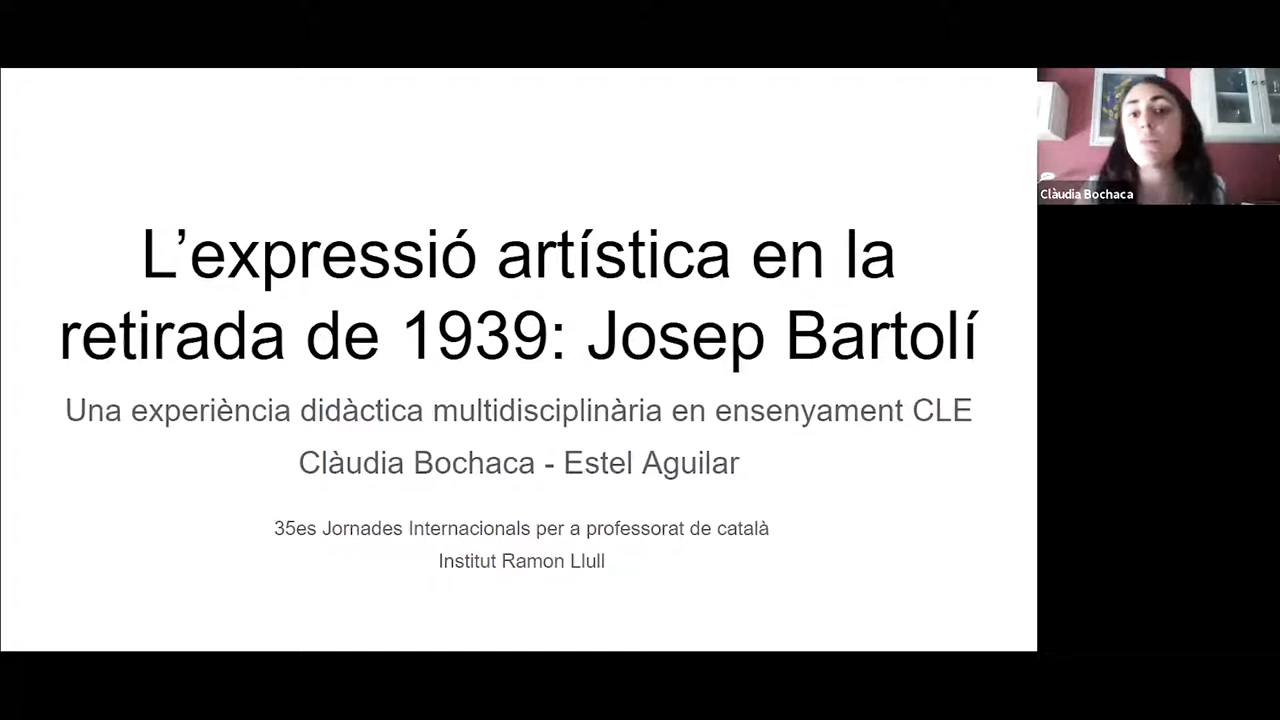 L’expressió artística en la
retirada de 1939: Josep Bartolí
Una experiència didàctica multidisciplinària en ensenyament CLE
Clàudia Bochaca - Estel Aguilar
35es Jornades Internacionals per a professorat de català
Institut Ramon Llull
Clàudia Bochaca